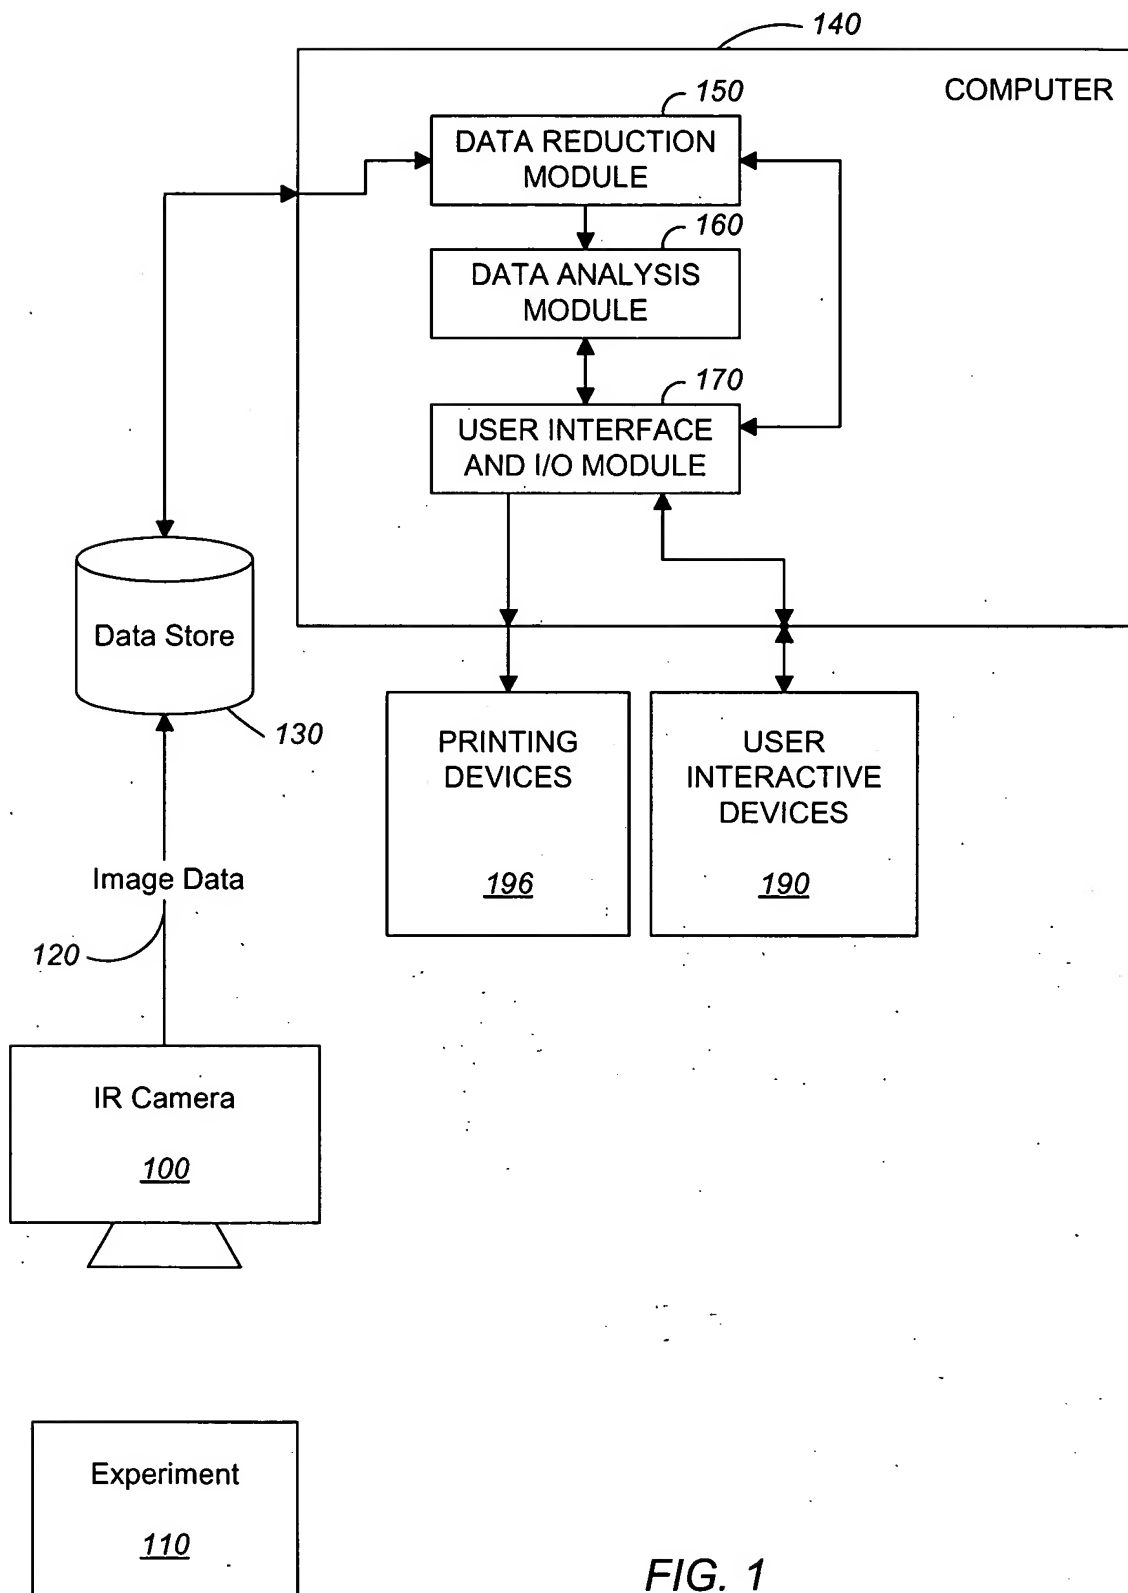 140
COMPUTER
150
DATA REDUCTION
MODULE
160
DATA ANALYSIS
MODULE
170
USER INTERFACE
AND I/O MODULE
Data Store
130
PRINTING
DEVICES
196
USER
INTERACTIVE
DEVICES
190
Image Data
120
IR Camera
100
Experiment
110
FIG. 1